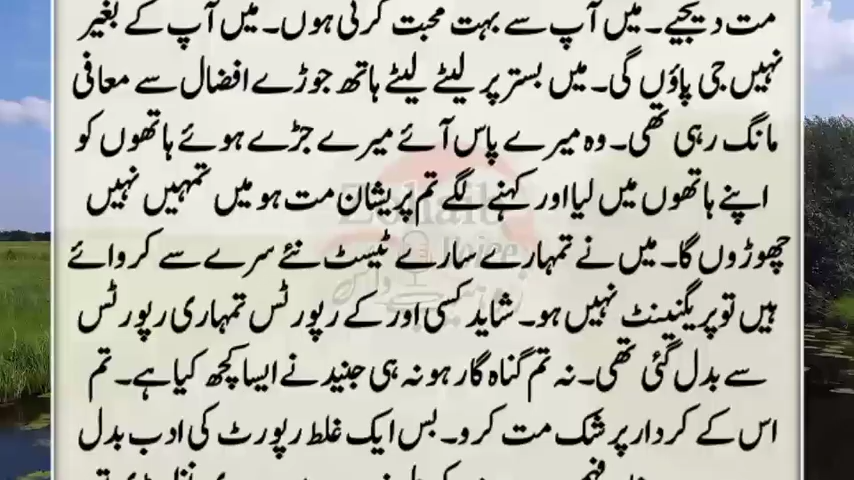 مت دیجیے۔ میں آپ سے بہت محبت کرتی ہوں۔ میں آپ کے بغیر
نہیں جی پاؤں گی۔ میں بستر پر لیٹے لیٹے ہاتھ جوڑے افضال سے معافی
مانگ رہی تھی۔ وہ میرے پاس آئے میرے جڑے ہوئے ہاتھوں کو
اپنے ہاتھوں میں لیا اور کہنے لگے تم پریشان مت ہو میں تمہیں نہیں
چھوڑوں گا۔ میں نے تمہارے سارے ٹیسٹ نئے سرے سے کروائے
ہیں تو پریگنینٹ نہیں ہو۔ شاید کسی اور کے رپورٹس تمہاری رپورٹس
سے بدل گئی تھی۔ نہ تم گناہ گار ہو نہ ہی جنید نے ایسا کچھ کیا ہے۔ تم
اس کے کردار پر شک مت کرو۔ بس ایک غلط رپورٹ کی ادب بدل